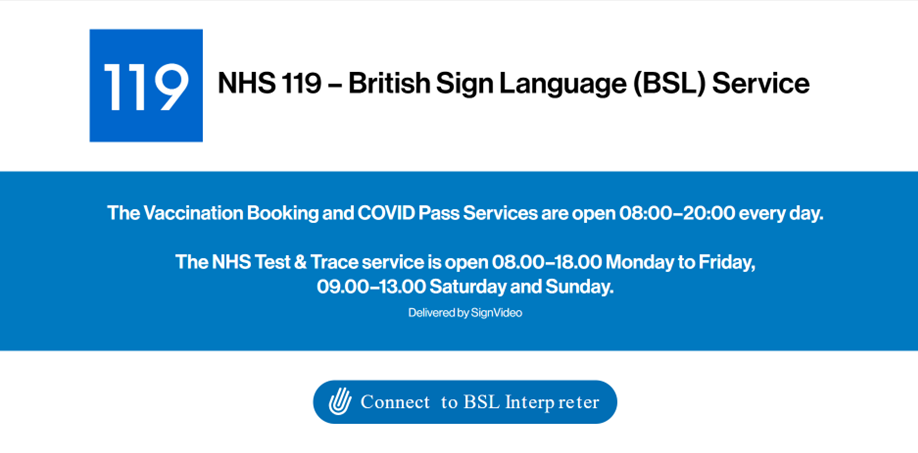 119
NHS 119 – British Sign Language (BSL) Service
The Vaccination Booking and COVID Pass Services are open 08:00–20:00 every day.
The NHS Test & Trace service is open 08.00–18.00 Monday to Friday,
09.00–13.00 Saturday and Sunday.
Delivered by SignVideo
Connect to BSL Interpreter